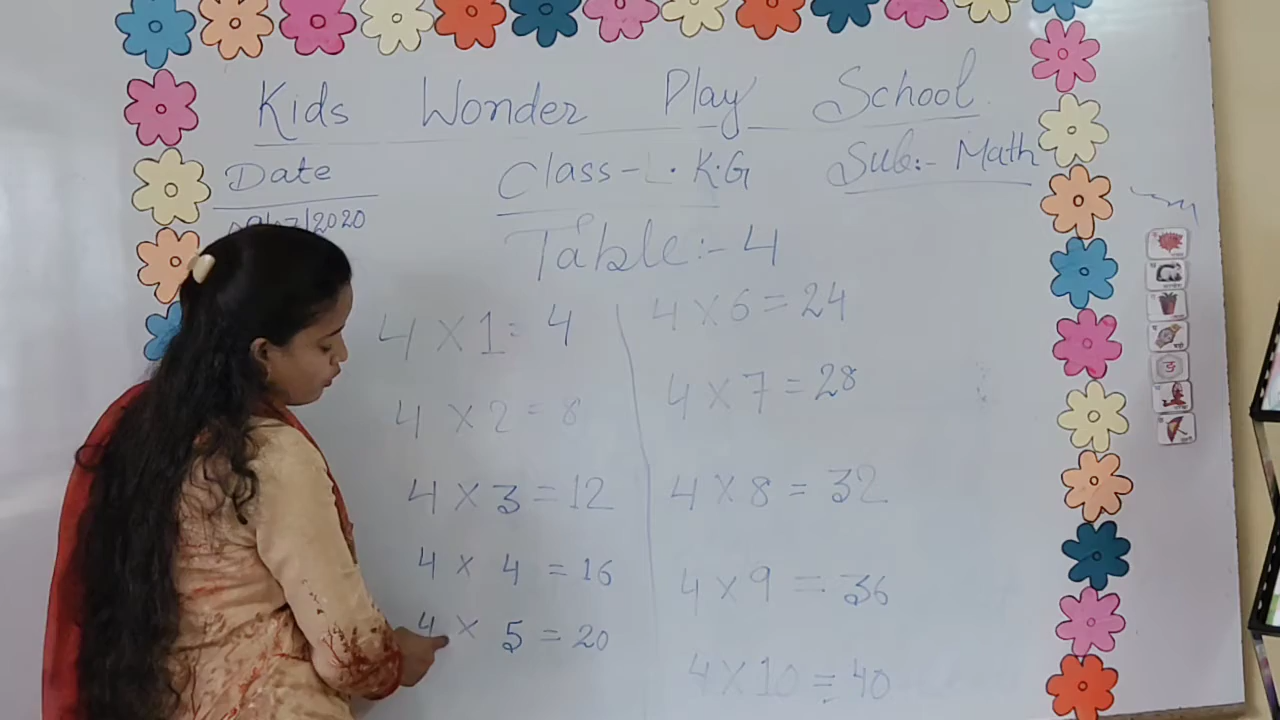 Kids Wonder Play School
Date
Class-L.K.G
Sub:- Math
/2020
Table:- 4
4 X 1= 4
4 X 2 = 8
4 X 3 = 12
4 X 4 = 16
4 X 5 = 20
4 X 6 = 24
4 X 7 = 28
4 X 8 = 32
4 X 9 = 36
4 X 10 = 40